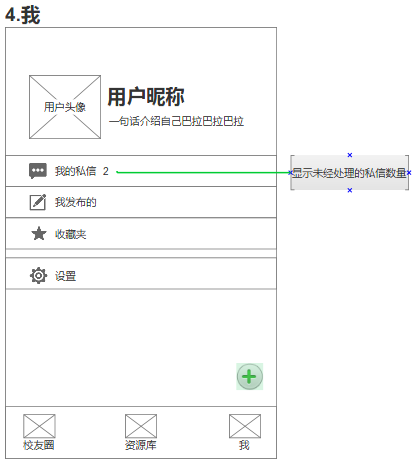 4.我
用户头像
用户昵称
一句话介绍自己巴拉巴拉巴拉
我的私信 2
显示未经处理的私信数量
我发布的
收藏夹
设置
校友圈
资源库
我